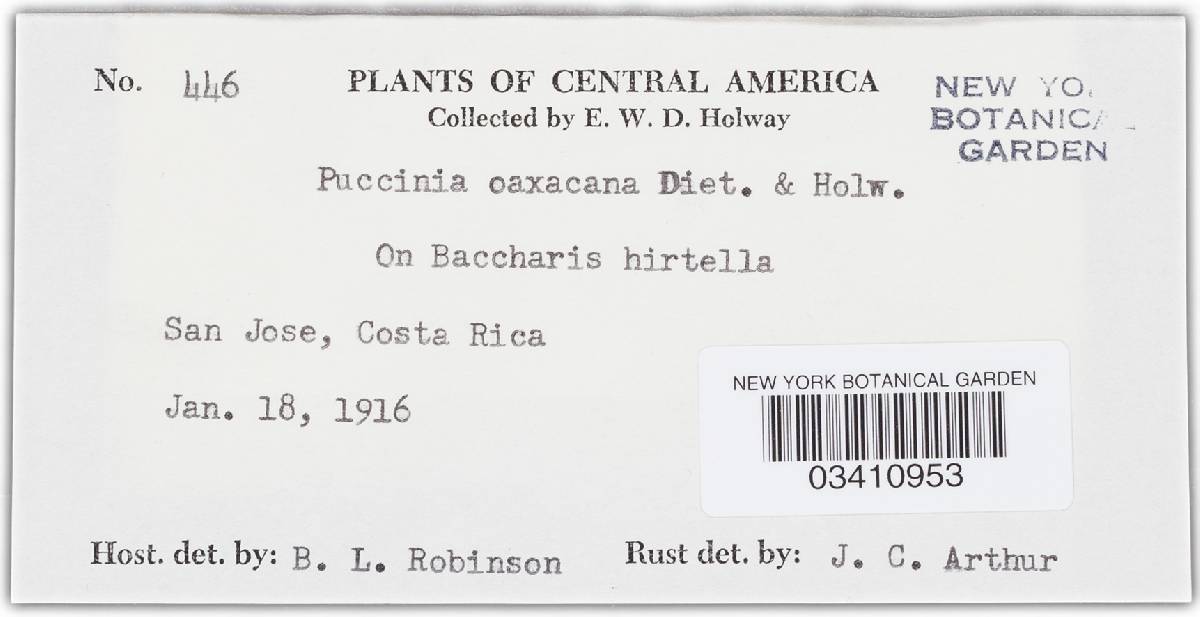 No. 446
PLANTS OF CENTRAL AMERICA
Collected by E. W. D. Holway
NEW
BOTANICA
GARDEN
Puccinia oaxacana Diet. & Holw.
On Baccharis hirtella
San Jose, Costa Rica
Jan. 18, 1916
NEW YORK BOTANICAL GARDEN
03410953
Host. det. by: B. L. Robinson
Rust det. by: J. C. Arthur